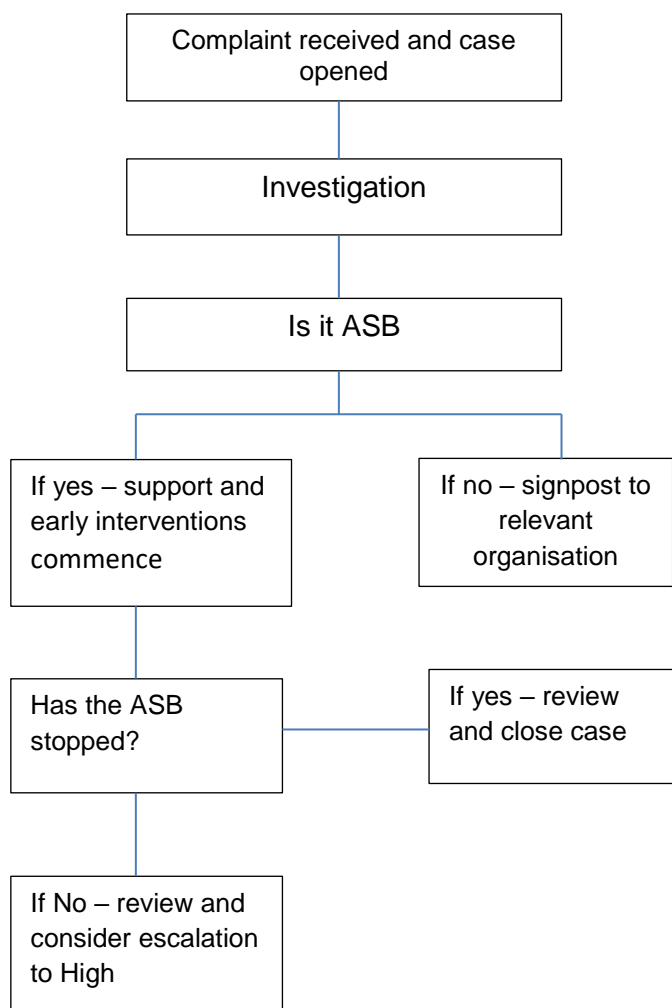 Complaint received and case
opened
Investigation
Is it ASB
If yes – support and
early interventions
commence
If no – signpost to
relevant
organisation
Has the ASB
stopped?
If yes – review
and close case
If No – review and
consider escalation
to High